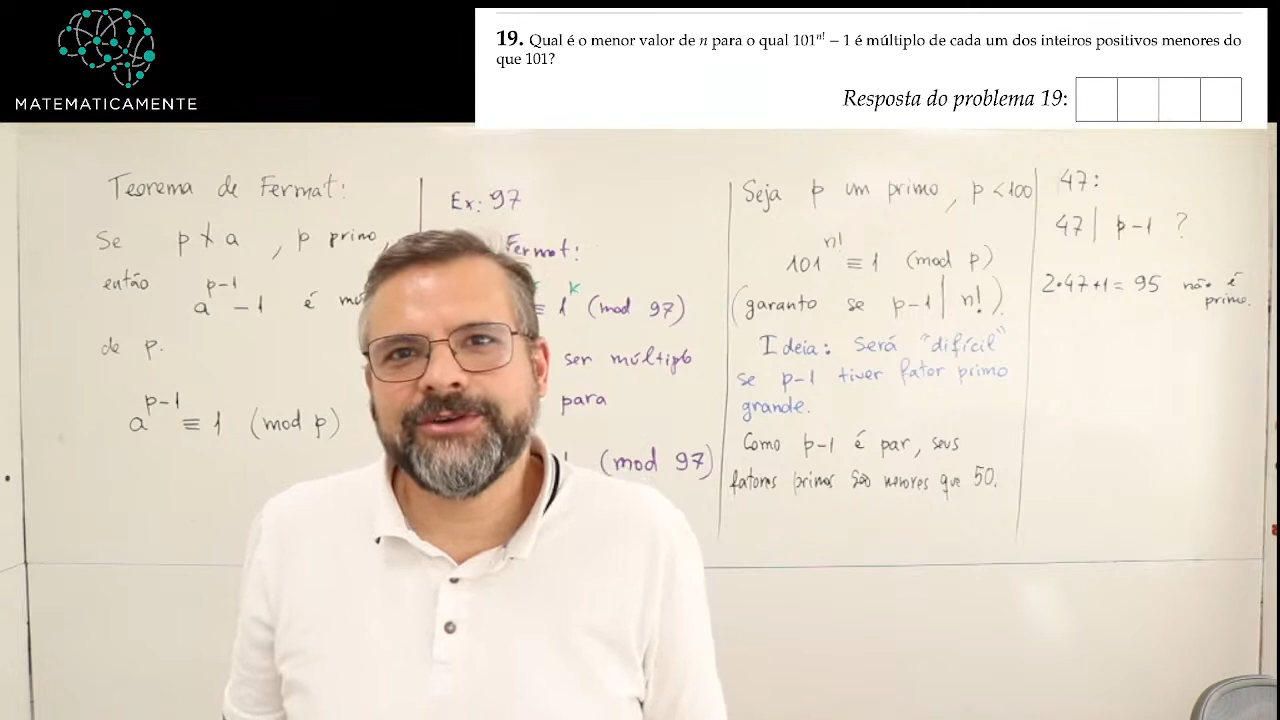 MATEMATICAMENTE
19. Qual é o menor valor de n para o qual 101^{n!} − 1 é múltiplo de cada um dos inteiros positivos menores do
que 101?
Resposta do problema 19:
Teorema de Fermat:
Se p ∤ a , p primo,
então a^{p-1} - 1 é
de p.
a^{p-1} ≡ 1 (mod p)
Ex: 97
Fermat:
≡ 1^k (mod 97)
ser múltiplo
para
(mod 97)
Seja p um primo, p < 100
101^{n!} ≡ 1 (mod p)
(garanto se p-1 | n!).
Ideia: Será "difícil"
se p-1 tiver fator primo
grande.
Como p-1 é par, seus
fatores primos são menores que 50.
47:
47 | p-1 ?
2•47+1 = 95 não é
primo.